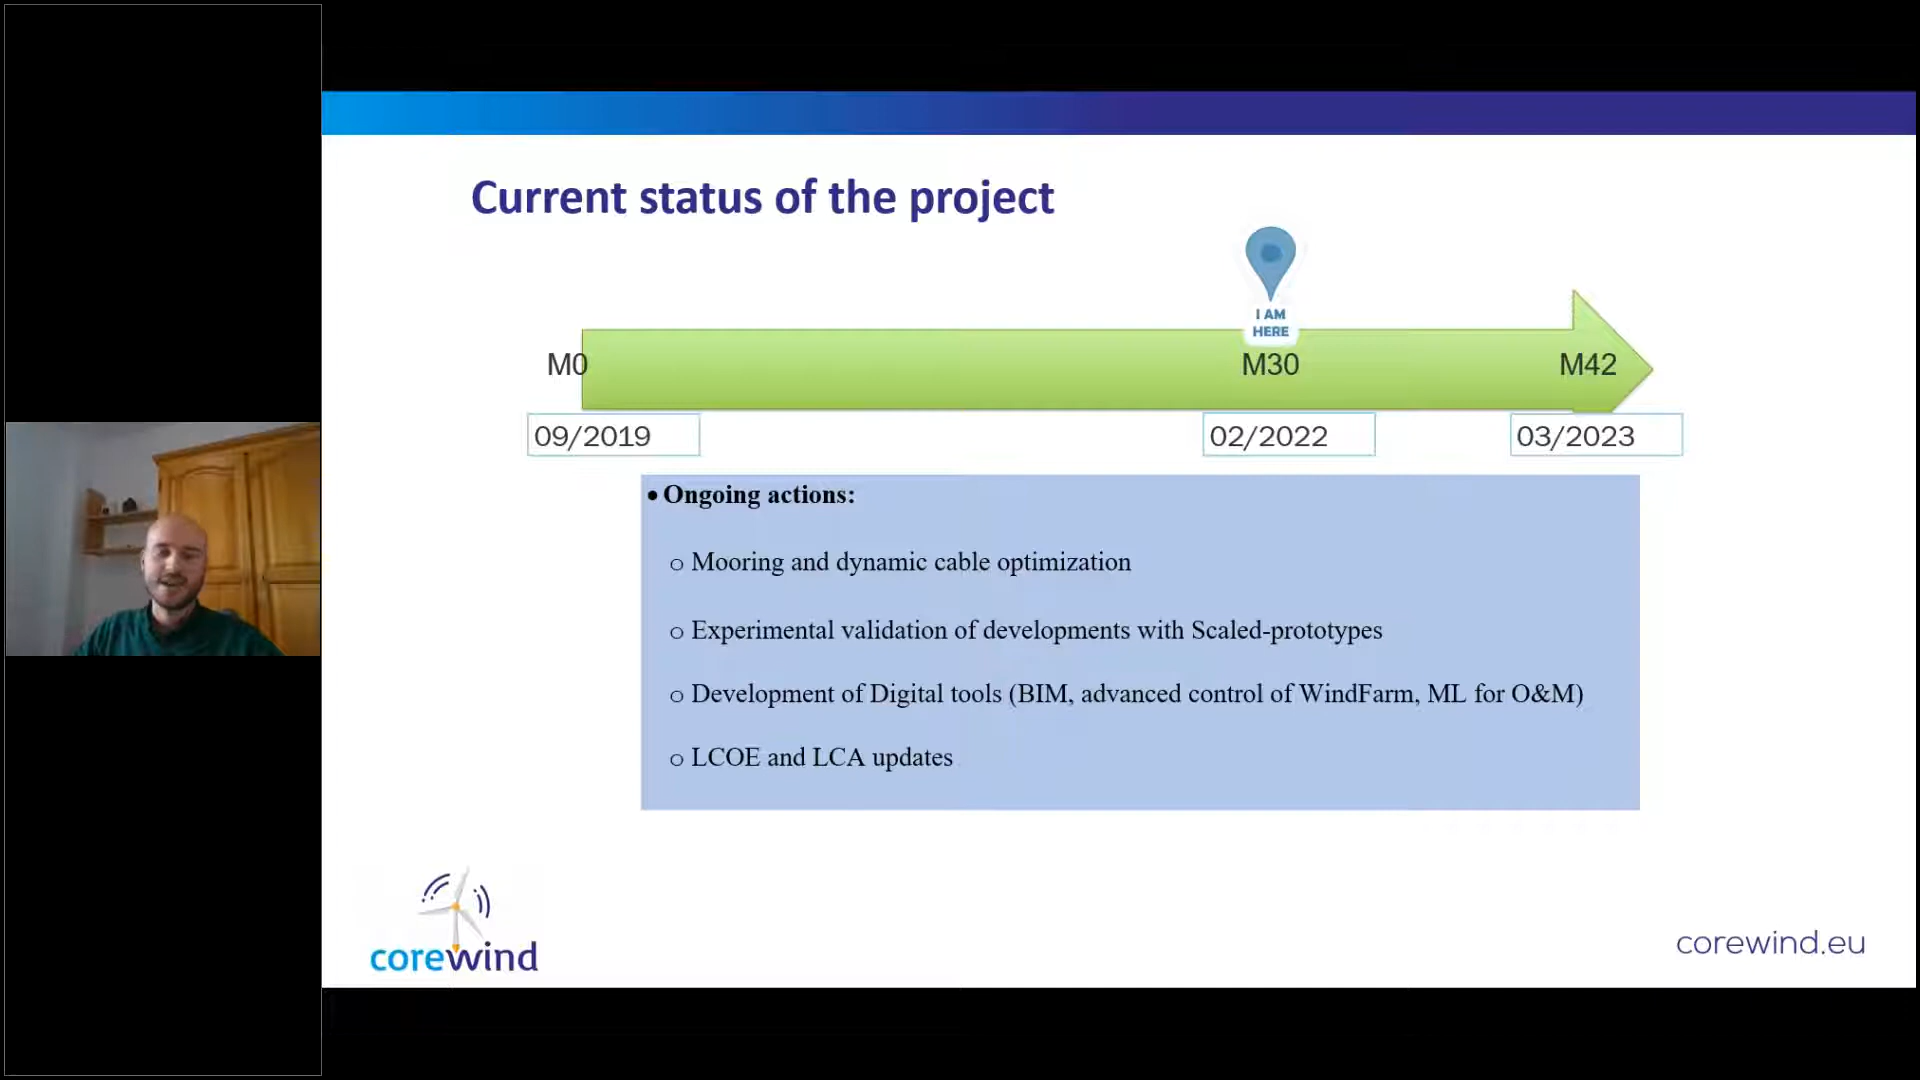 Current status of the project
I AM
HERE
M0
M30
M42
09/2019
02/2022
03/2023
• Ongoing actions:
o Mooring and dynamic cable optimization
o Experimental validation of developments with Scaled-prototypes
o Development of Digital tools (BIM, advanced control of WindFarm, ML for O&M)
o LCOE and LCA updates
corewind
corewind.eu